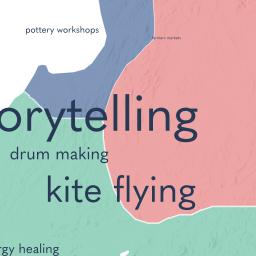 pottery workshops
farmers markets
orytelling
drum making
kite flying
rgy healing